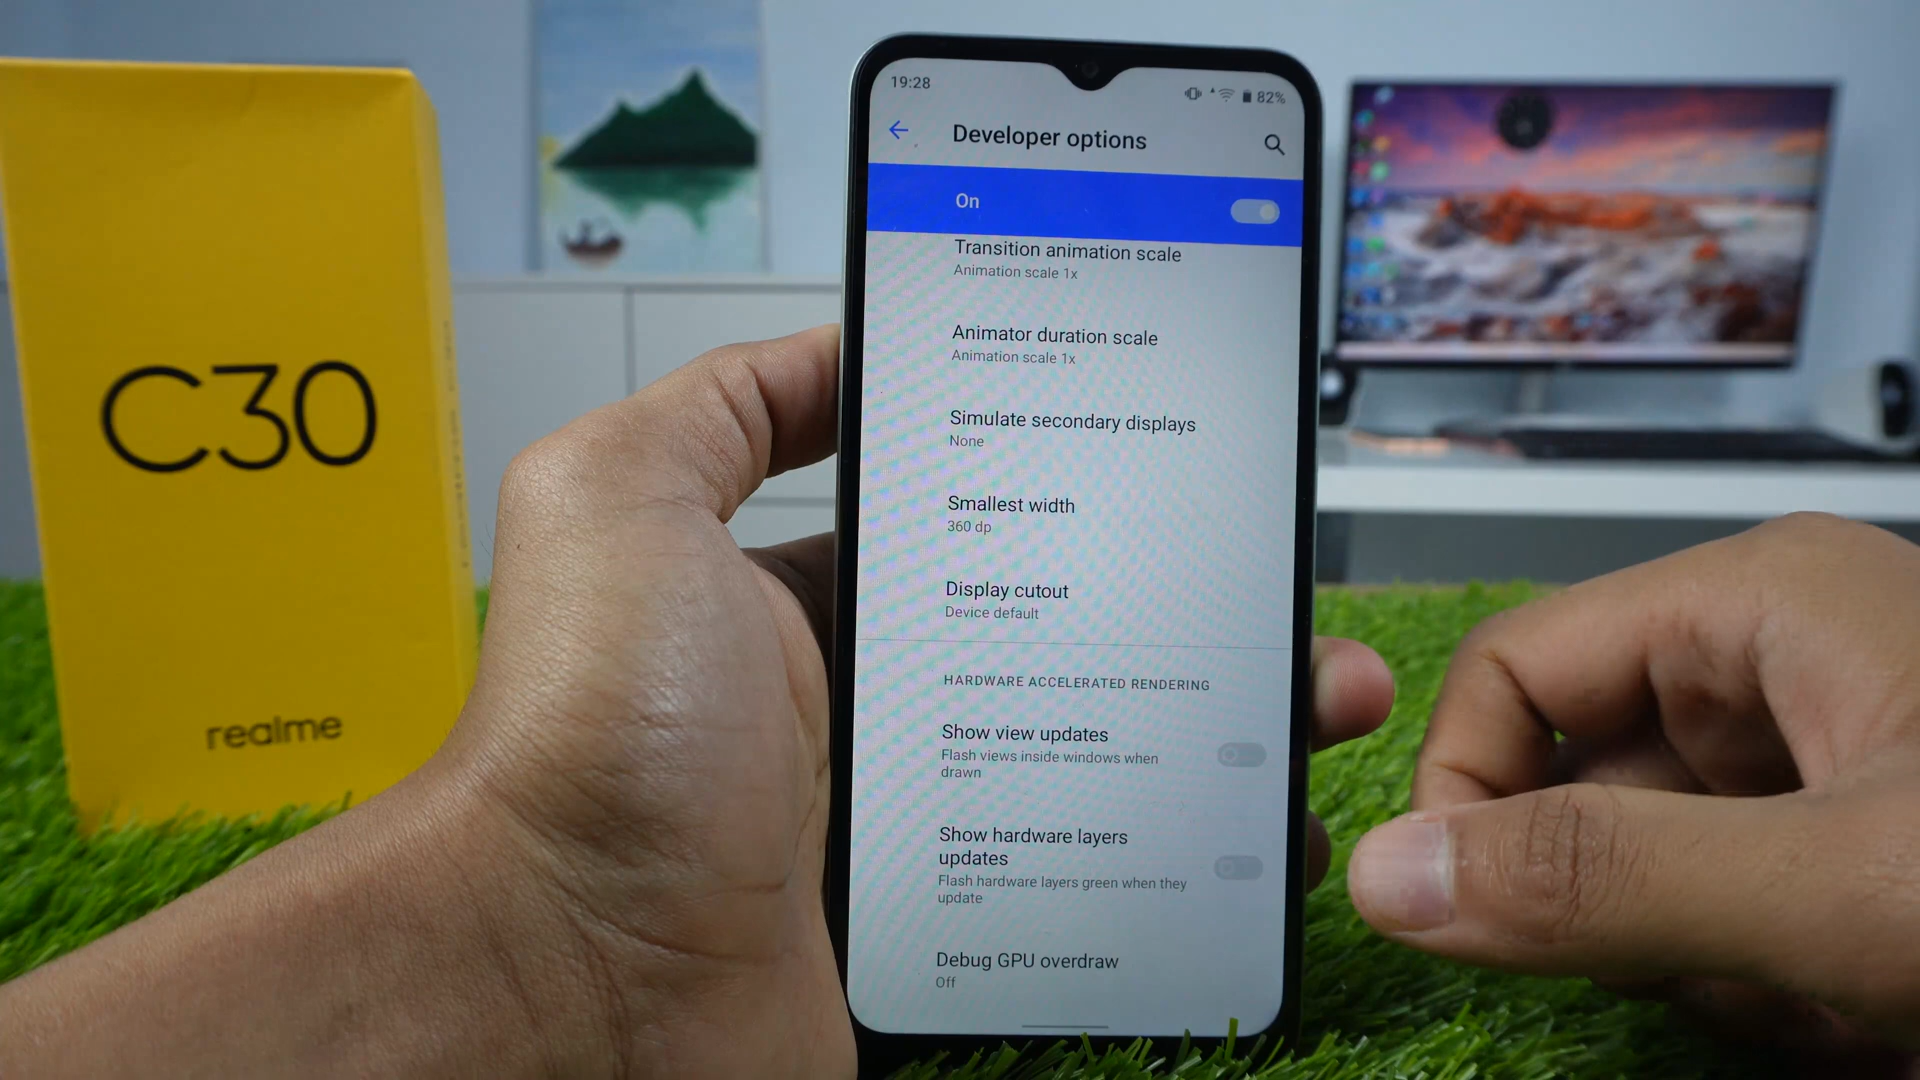 C30
realme
19:28
82%
Developer options
On
Transition animation scale
Animation scale 1x
Animator duration scale
Animation scale 1x
Simulate secondary displays
None
Smallest width
360 dp
Display cutout
Device default
HARDWARE ACCELERATED RENDERING
Show view updates
Flash views inside windows when
drawn
Show hardware layers
updates
Flash hardware layers green when they
update
Debug GPU overdraw
Off